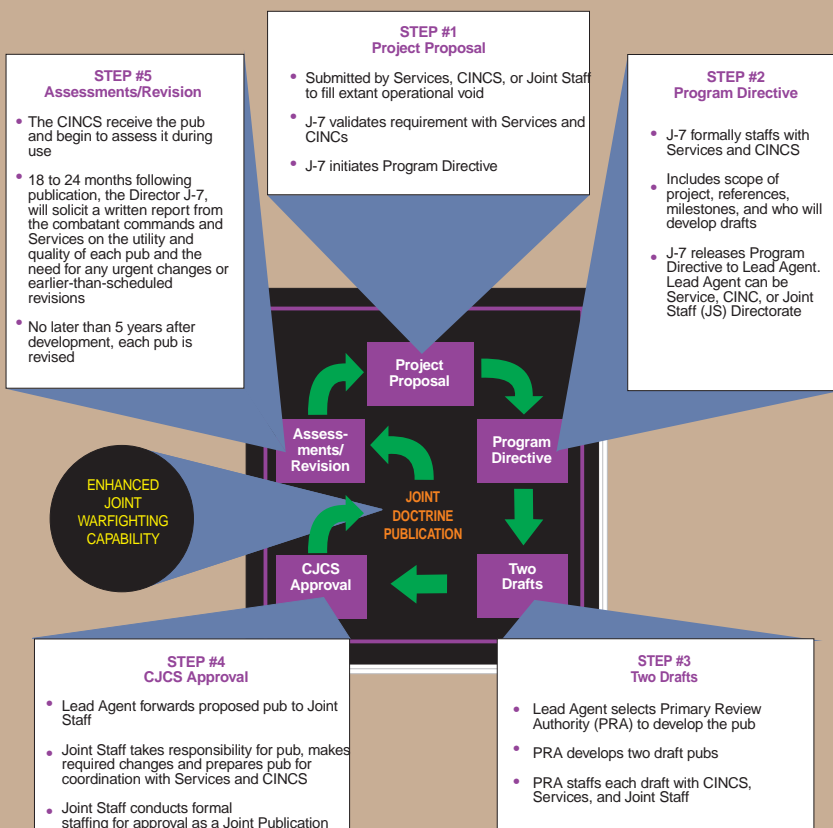 STEP #1
Project Proposal
• Submitted by Services, CINCS, or Joint Staff
to fill extant operational void
• J-7 validates requirement with Services and
CINCs
• J-7 initiates Program Directive
STEP #5
Assessments/Revision
• The CINCS receive the pub
and begin to assess it during
use
• 18 to 24 months following
publication, the Director J-7,
will solicit a written report from
the combatant commands and
Services on the utility and
quality of each pub and the
need for any urgent changes or
earlier-than-scheduled
revisions
• No later than 5 years after
development, each pub is
revised
STEP #2
Program Directive
• J-7 formally staffs with
Services and CINCS
• Includes scope of
project, references,
milestones, and who will
develop drafts
• J-7 releases Program
Directive to Lead Agent.
Lead Agent can be
Service, CINC, or Joint
Staff (JS) Directorate
Project
Proposal
Assess-
ments/
Revision
Program
Directive
ENHANCED
JOINT
WARFIGHTING
CAPABILITY
JOINT
DOCTRINE
PUBLICATION
CJCS
Approval
Two
Drafts
STEP #4
CJCS Approval
• Lead Agent forwards proposed pub to Joint
Staff
• Joint Staff takes responsibility for pub, makes
required changes and prepares pub for
coordination with Services and CINCS
• Joint Staff conducts formal
staffing for approval as a Joint Publication
STEP #3
Two Drafts
• Lead Agent selects Primary Review
Authority (PRA) to develop the pub
• PRA develops two draft pubs
• PRA staffs each draft with CINCS,
Services, and Joint Staff